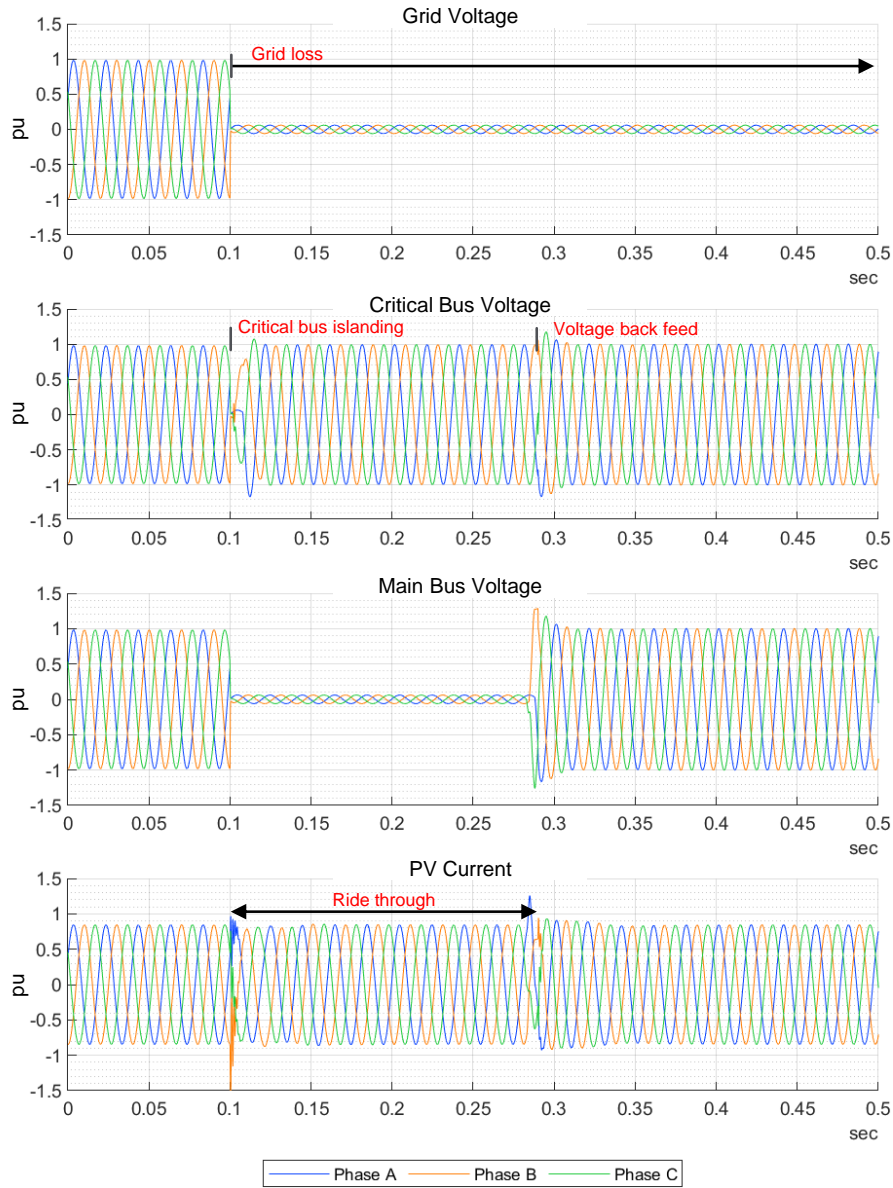 Grid Voltage
1.5
1
0.5
0
-0.5
-1
-1.5
pu
Grid loss
0 0.05 0.1 0.15 0.2 0.25 0.3 0.35 0.4 0.45 0.5
sec
Critical Bus Voltage
1.5
1
0.5
0
-0.5
-1
-1.5
pu
Critical bus islanding Voltage back feed
0 0.05 0.1 0.15 0.2 0.25 0.3 0.35 0.4 0.45 0.5
sec
Main Bus Voltage
1.5
1
0.5
0
-0.5
-1
-1.5
pu
0 0.05 0.1 0.15 0.2 0.25 0.3 0.35 0.4 0.45 0.5
sec
PV Current
1.5
1
0.5
0
-0.5
-1
-1.5
pu
Ride through
0 0.05 0.1 0.15 0.2 0.25 0.3 0.35 0.4 0.45 0.5
sec
Phase A Phase B Phase C